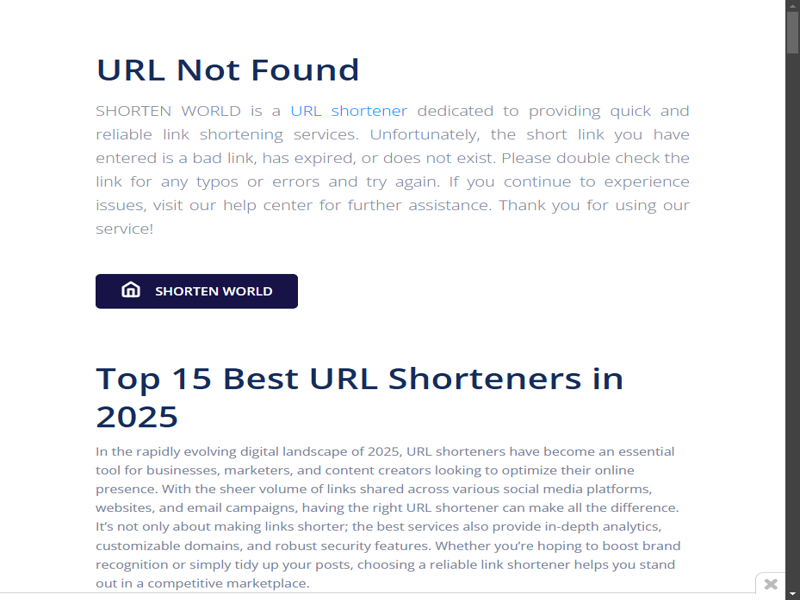 URL Not Found
SHORTEN WORLD is a URL shortener dedicated to providing quick and
reliable link shortening services. Unfortunately, the short link you have
entered is a bad link, has expired, or does not exist. Please double check the
link for any typos or errors and try again. If you continue to experience
issues, visit our help center for further assistance. Thank you for using our
service!
SHORTEN WORLD
Top 15 Best URL Shorteners in
2025
In the rapidly evolving digital landscape of 2025, URL shorteners have become an essential
tool for businesses, marketers, and content creators looking to optimize their online
presence. With the sheer volume of links shared across various social media platforms,
websites, and email campaigns, having the right URL shortener can make all the difference.
It’s not only about making links shorter; the best services also provide in-depth analytics,
customizable domains, and robust security features. Whether you’re hoping to boost brand
recognition or simply tidy up your posts, choosing a reliable link shortener helps you stand
out in a competitive marketplace.